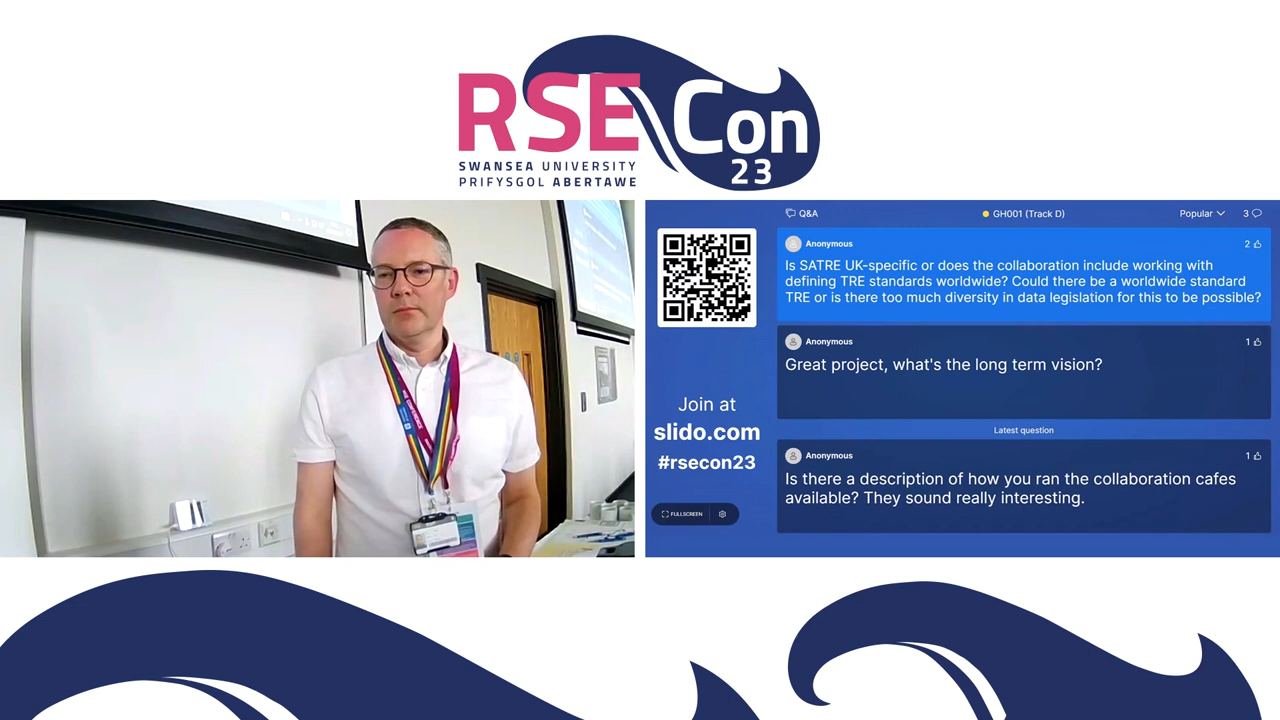 RSE Con
23
SWANSEA UNIVERSITY
PRIFYSGOL ABERTAWE
Q&A
GH001 (Track D)
Popular
3
Anonymous
2
Is SATRE UK-specific or does the collaboration include working with
defining TRE standards worldwide? Could there be a worldwide standard
TRE or is there too much diversity in data legislation for this to be possible?
Anonymous
1
Great project, what's the long term vision?
Latest question
Anonymous
1
Is there a description of how you ran the collaboration cafes
available? They sound really interesting.
Join at
slido.com
#rsecon23
FULLSCREEN